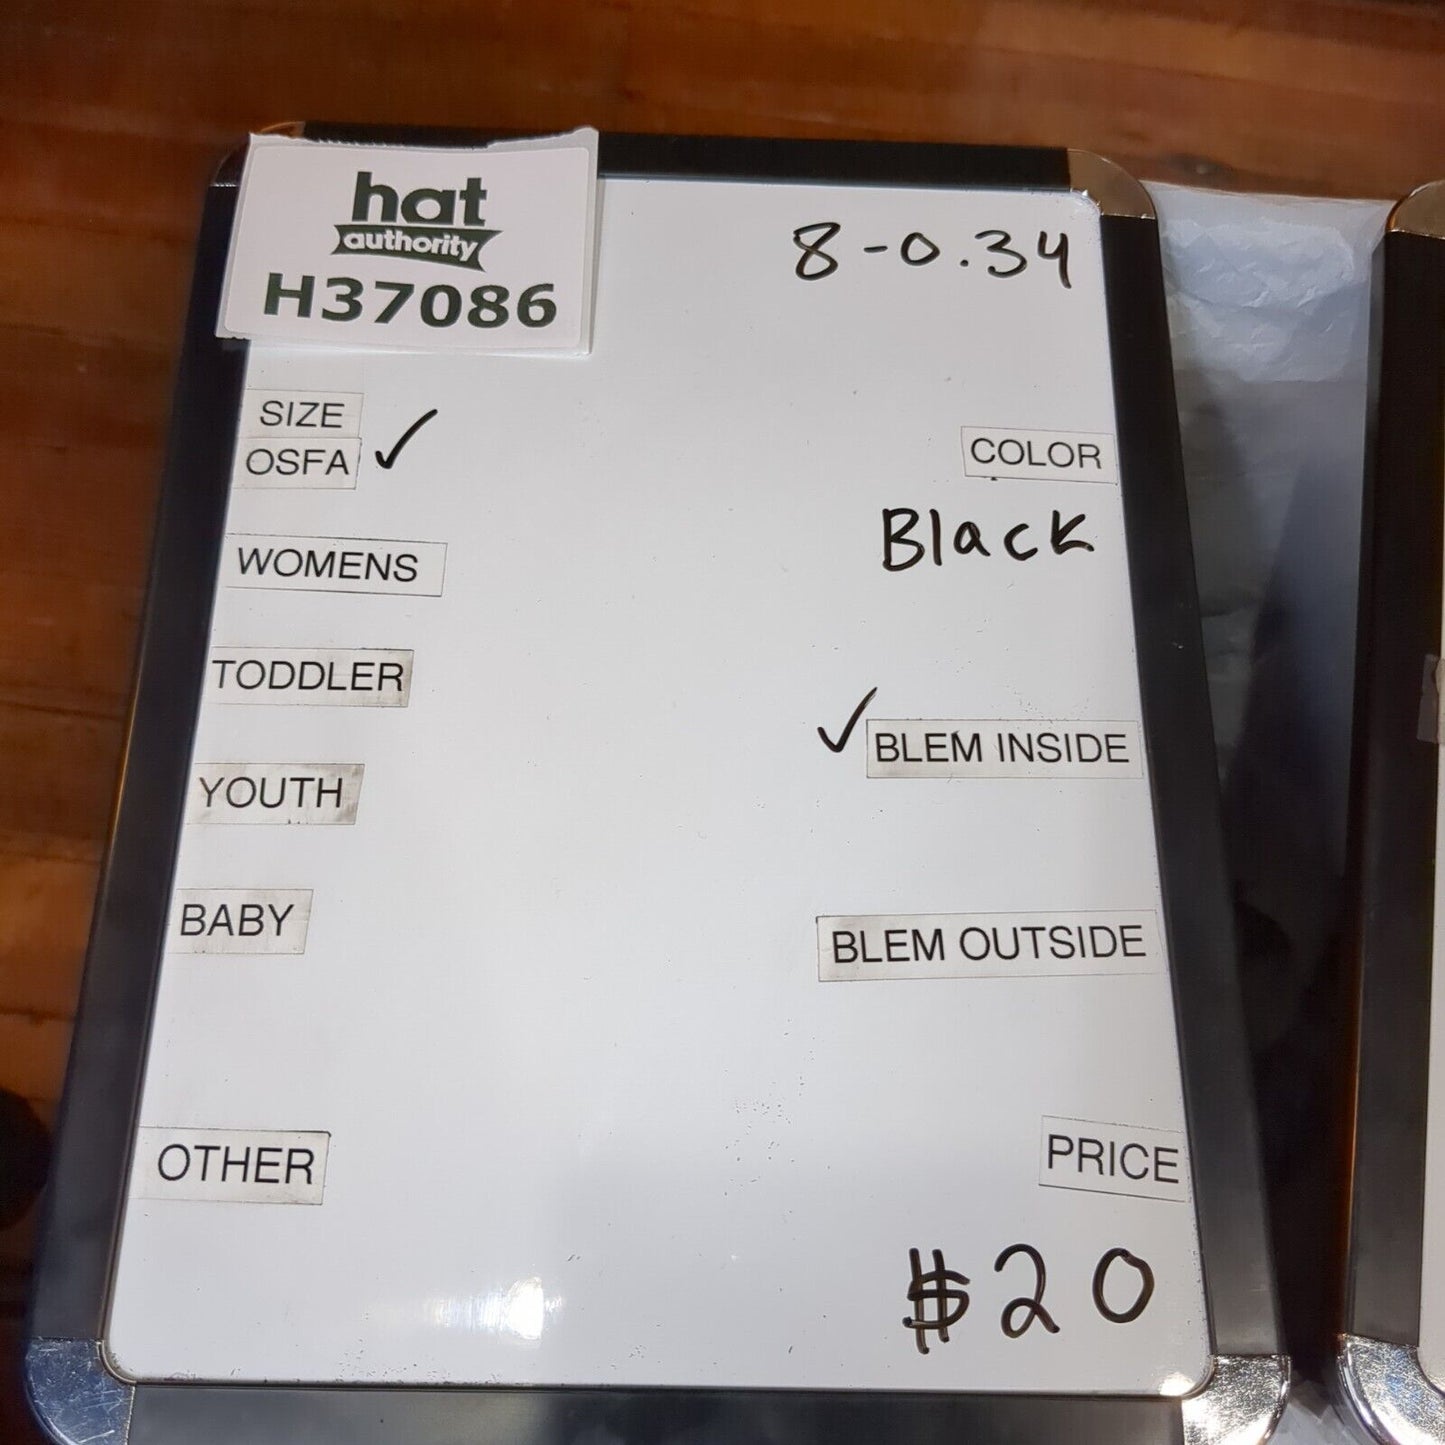 hat
authority
H37086
8-0.34
SIZE
OSFA ✓
COLOR
Black
WOMENS
TODDLER
✓ BLEM INSIDE
YOUTH
BABY
BLEM OUTSIDE
OTHER
PRICE
$20